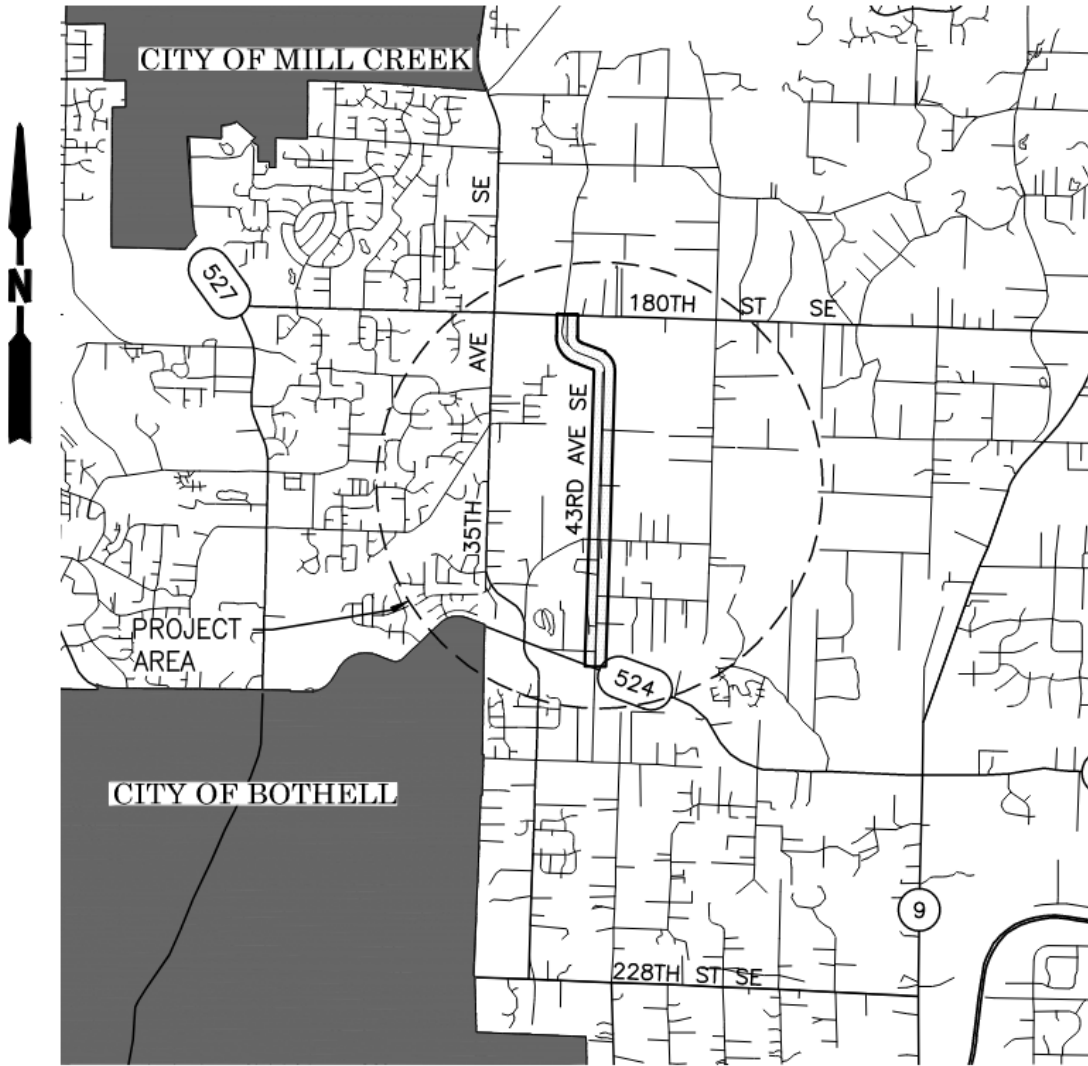 CITY OF MILL CREEK
SE
N
527
180TH ST SE
AVE
43RD AVE SE
35TH
PROJECT
AREA
524
CITY OF BOTHELL
9
228TH ST SE